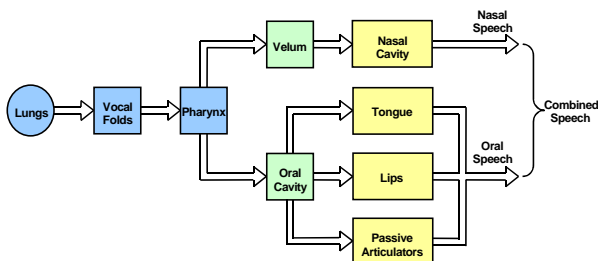 Lungs
Vocal
Folds
Pharynx
Velum
Nasal
Cavity
Nasal
Speech
Oral
Cavity
Tongue
Lips
Passive
Articulators
Oral
Speech
Combined
Speech